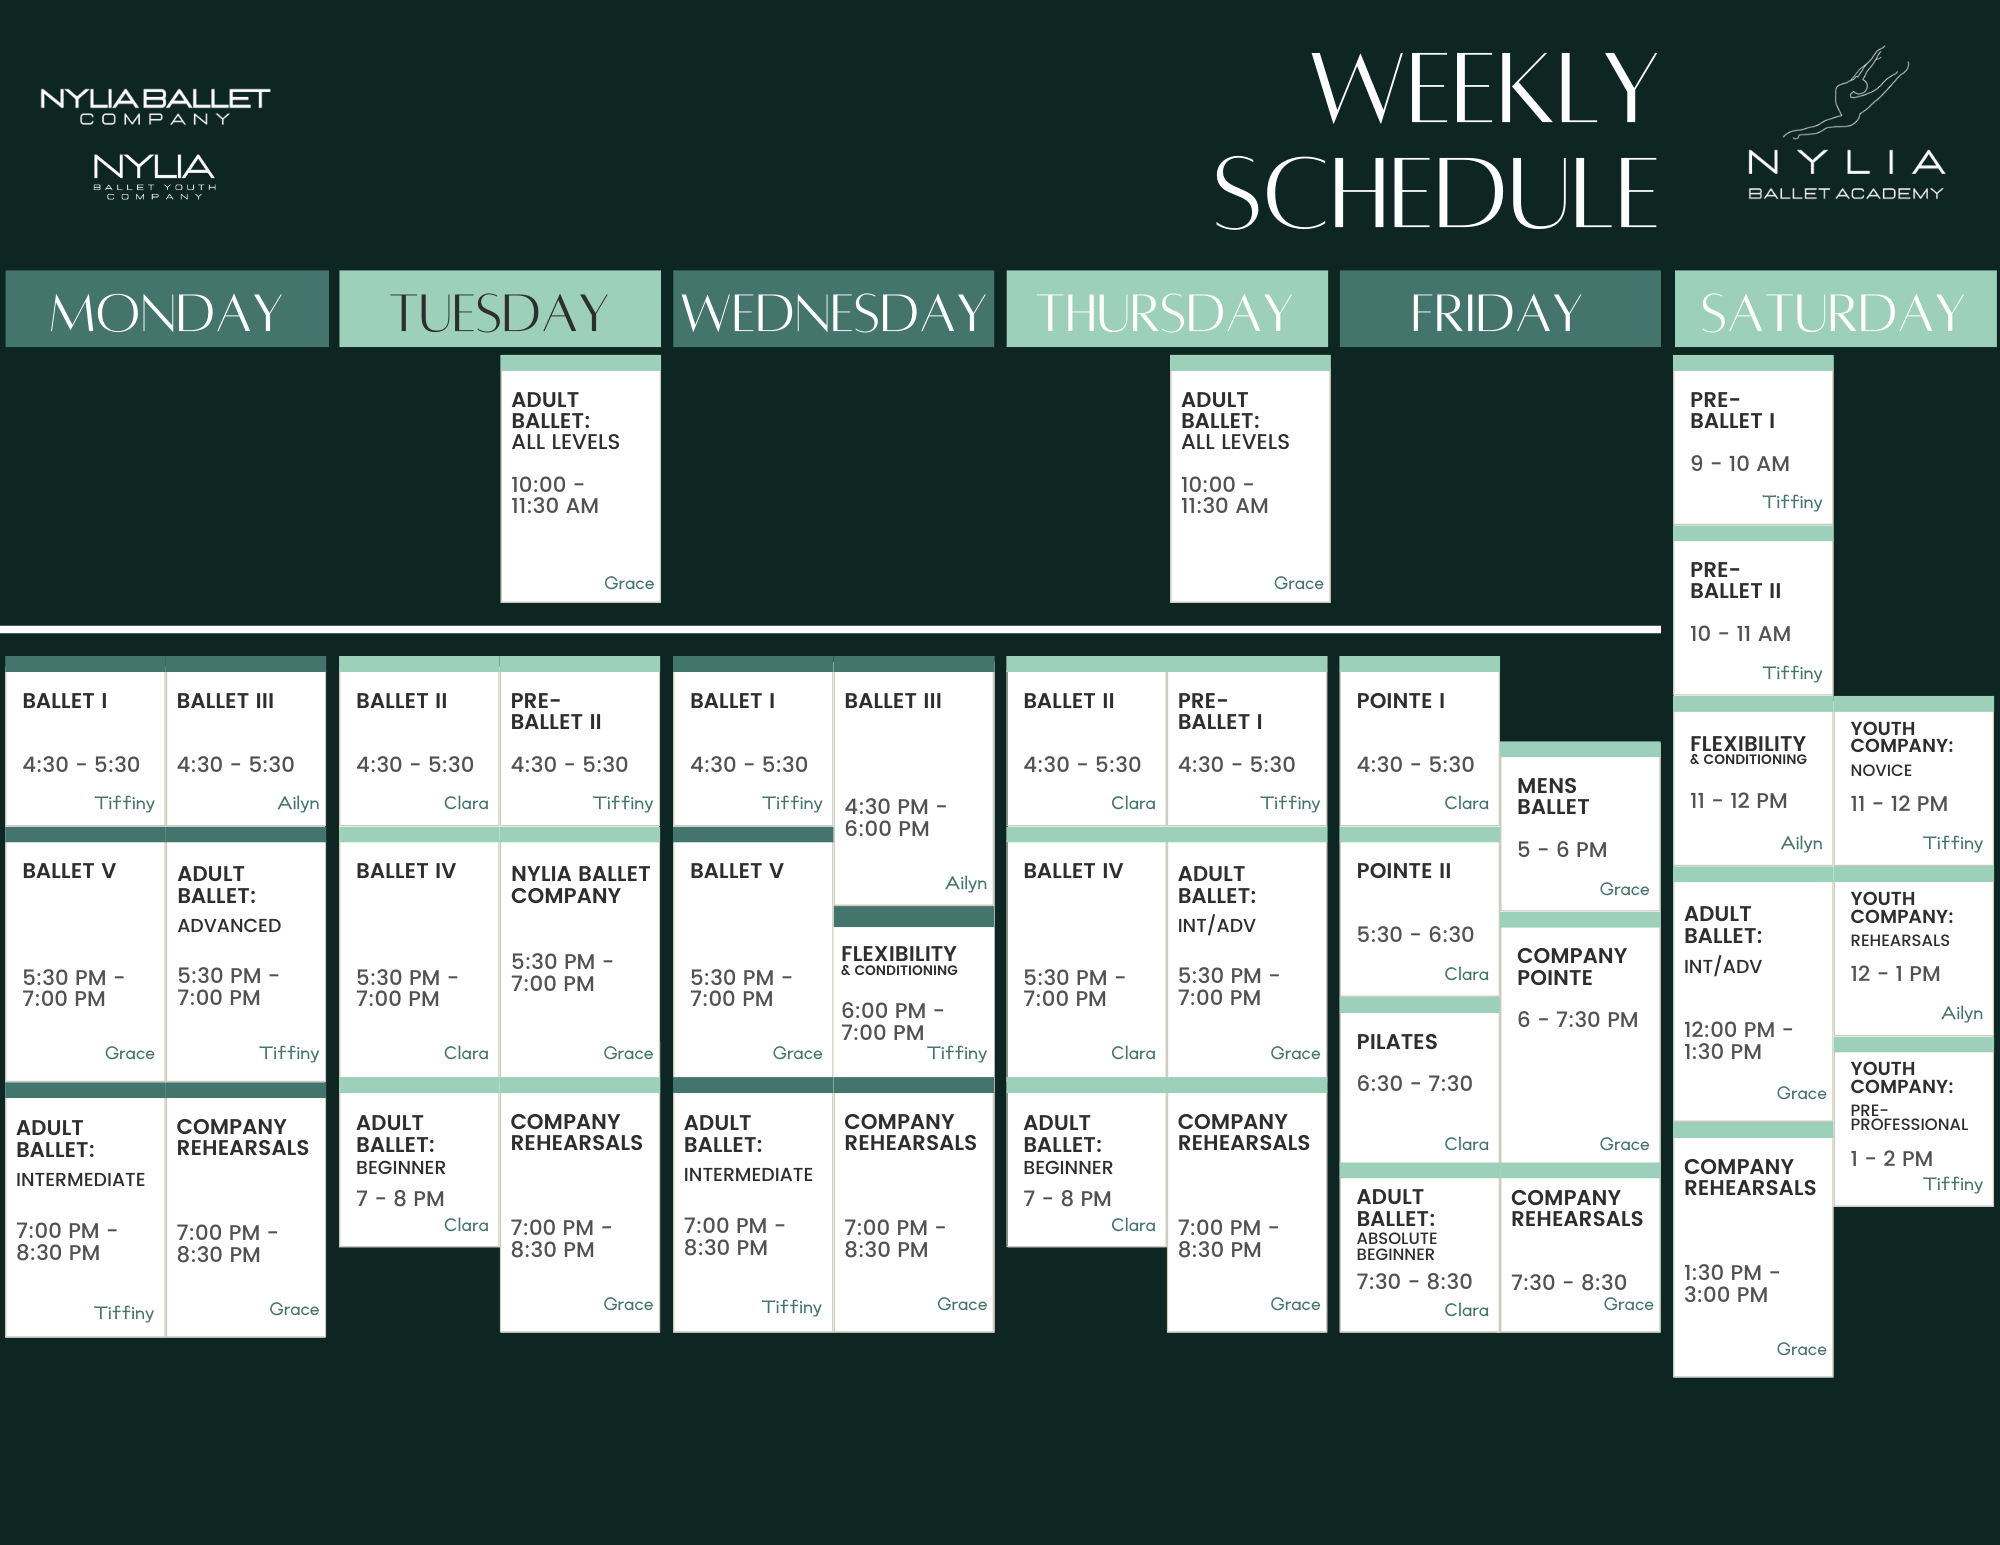 NYLIA BALLET
COMPANY
NYLIA
BALLET YOUTH
COMPANY
WEEKLY
SCHEDULE
NYLIA
BALLET ACADEMY
MONDAY
TUESDAY
WEDNESDAY
THURSDAY
FRIDAY
SATURDAY
BALLET I
4:30 - 5:30
Tiffiny
BALLET III
4:30 - 5:30
Ailyn
BALLET V
5:30 PM -
7:00 PM
Grace
ADULT
BALLET:
ADVANCED
5:30 PM -
7:00 PM
Tiffiny
ADULT
BALLET:
INTERMEDIATE
7:00 PM -
8:30 PM
Tiffiny
COMPANY
REHEARSALS
7:00 PM -
8:30 PM
Grace
ADULT
BALLET:
ALL LEVELS
10:00 -
11:30 AM
Grace
BALLET II
4:30 - 5:30
Clara
PRE-
BALLET II
4:30 - 5:30
Tiffiny
BALLET IV
5:30 PM -
7:00 PM
Clara
NYLIA BALLET
COMPANY
5:30 PM -
7:00 PM
Grace
ADULT
BALLET:
BEGINNER
7 - 8 PM
Clara
COMPANY
REHEARSALS
7:00 PM -
8:30 PM
Grace
BALLET I
4:30 - 5:30
Tiffiny
BALLET III
4:30 PM -
6:00 PM
Ailyn
BALLET V
5:30 PM -
7:00 PM
Grace
FLEXIBILITY
& CONDITIONING
6:00 PM -
7:00 PM
Tiffiny
ADULT
BALLET:
INTERMEDIATE
7:00 PM -
8:30 PM
Tiffiny
COMPANY
REHEARSALS
7:00 PM -
8:30 PM
Grace
ADULT
BALLET:
ALL LEVELS
10:00 -
11:30 AM
Grace
BALLET II
4:30 - 5:30
Clara
PRE-
BALLET I
4:30 - 5:30
Tiffiny
BALLET IV
5:30 PM -
7:00 PM
Clara
ADULT
BALLET:
INT/ADV
5:30 PM -
7:00 PM
Grace
ADULT
BALLET:
BEGINNER
7 - 8 PM
Clara
COMPANY
REHEARSALS
7:00 PM -
8:30 PM
Grace
POINTE I
4:30 - 5:30
Clara
MENS
BALLET
5 - 6 PM
Grace
POINTE II
5:30 - 6:30
Clara
COMPANY
POINTE
6 - 7:30 PM
Grace
PILATES
6:30 - 7:30
Clara
ADULT
BALLET:
ABSOLUTE
BEGINNER
7:30 - 8:30
Clara
COMPANY
REHEARSALS
7:30 - 8:30
Grace
PRE-
BALLET I
9 - 10 AM
Tiffiny
PRE-
BALLET II
10 - 11 AM
Tiffiny
FLEXIBILITY
& CONDITIONING
11 - 12 PM
Ailyn
YOUTH
COMPANY:
NOVICE
11 - 12 PM
Tiffiny
ADULT
BALLET:
INT/ADV
12:00 PM -
1:30 PM
Grace
YOUTH
COMPANY:
REHEARSALS
12 - 1 PM
Ailyn
YOUTH
COMPANY:
PRE-
PROFESSIONAL
1 - 2 PM
Tiffiny
COMPANY
REHEARSALS
1:30 PM -
3:00 PM
Grace